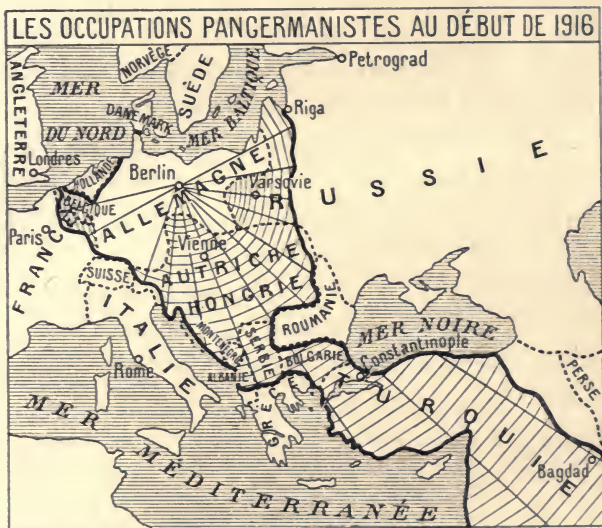 LES OCCUPATIONS PANGERMANISTES AU DÉBUT DE 1916
NORVÈGE
SUÈDE
Petrograd
ANGLETERRE
MER
DU NORD
DANEMARK
MER BALTIQUE
Riga
Londres
HOLLANDE
BELGIQUE
Berlin
ALLEMAGNE
Varsovie
RUSSIE
Paris
FRANCE
Vienne
SUISSE
AUTRICHE
HONGRIE
ITALIE
ROUMANIE
MONTENEGRO
SERBIE
BULGARIE
MER NOIRE
Constantinople
ALBANIE
Rome
GRÈCE
TURQUIE
PERSE
Bagdad
MER MÉDITERRANÉE